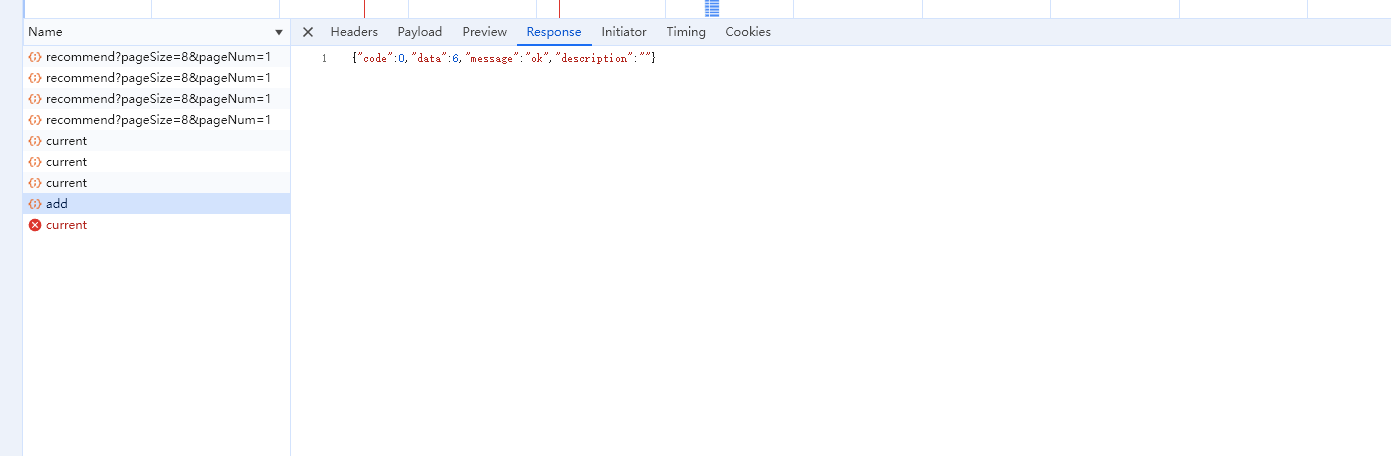 Name
Headers Payload Preview Response Initiator Timing Cookies
recommend?pageSize=8&pageNum=1
recommend?pageSize=8&pageNum=1
recommend?pageSize=8&pageNum=1
recommend?pageSize=8&pageNum=1
current
current
current
add
current
1 {"code":0,"data":6,"message":"ok","description":""}